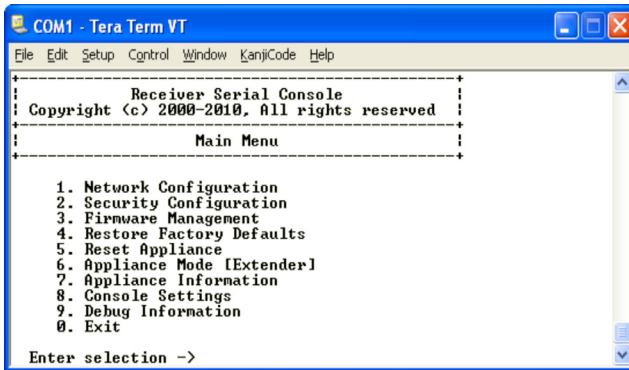 COM1 - Tera Term VT
File Edit Setup Control Window KanjiCode Help
Receiver Serial Console
Copyright (c) 2000-2010, All rights reserved
Main Menu
1. Network Configuration
2. Security Configuration
3. Firmware Management
4. Restore Factory Defaults
5. Reset Appliance
6. Appliance Mode [Extender]
7. Appliance Information
8. Console Settings
9. Debug Information
0. Exit
Enter selection ->